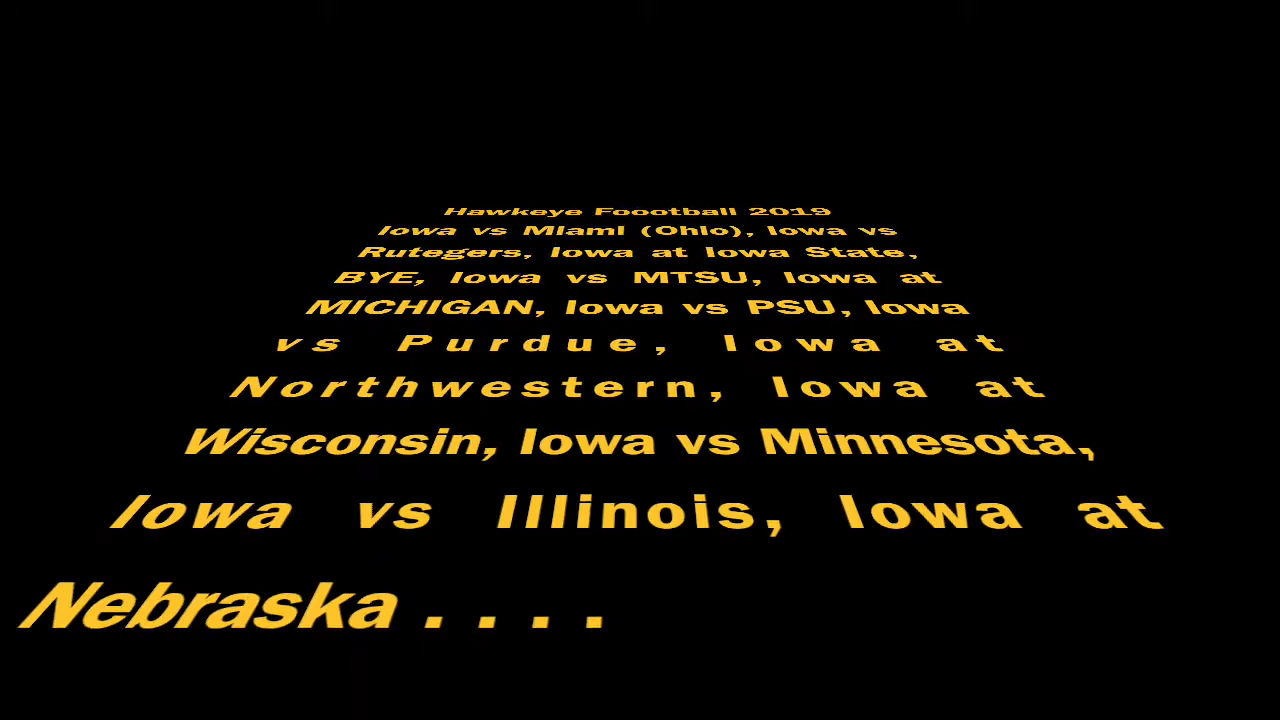 Hawkeye Foootball 2019
Iowa vs Miami (Ohio), Iowa vs
Rutegers, Iowa at Iowa State,
BYE, Iowa vs MTSU, Iowa at
MICHIGAN, Iowa vs PSU, Iowa
vs Purdue, Iowa at
Northwestern, Iowa at
Wisconsin, Iowa vs Minnesota,
Iowa vs Illinois, Iowa at
Nebraska . . . .